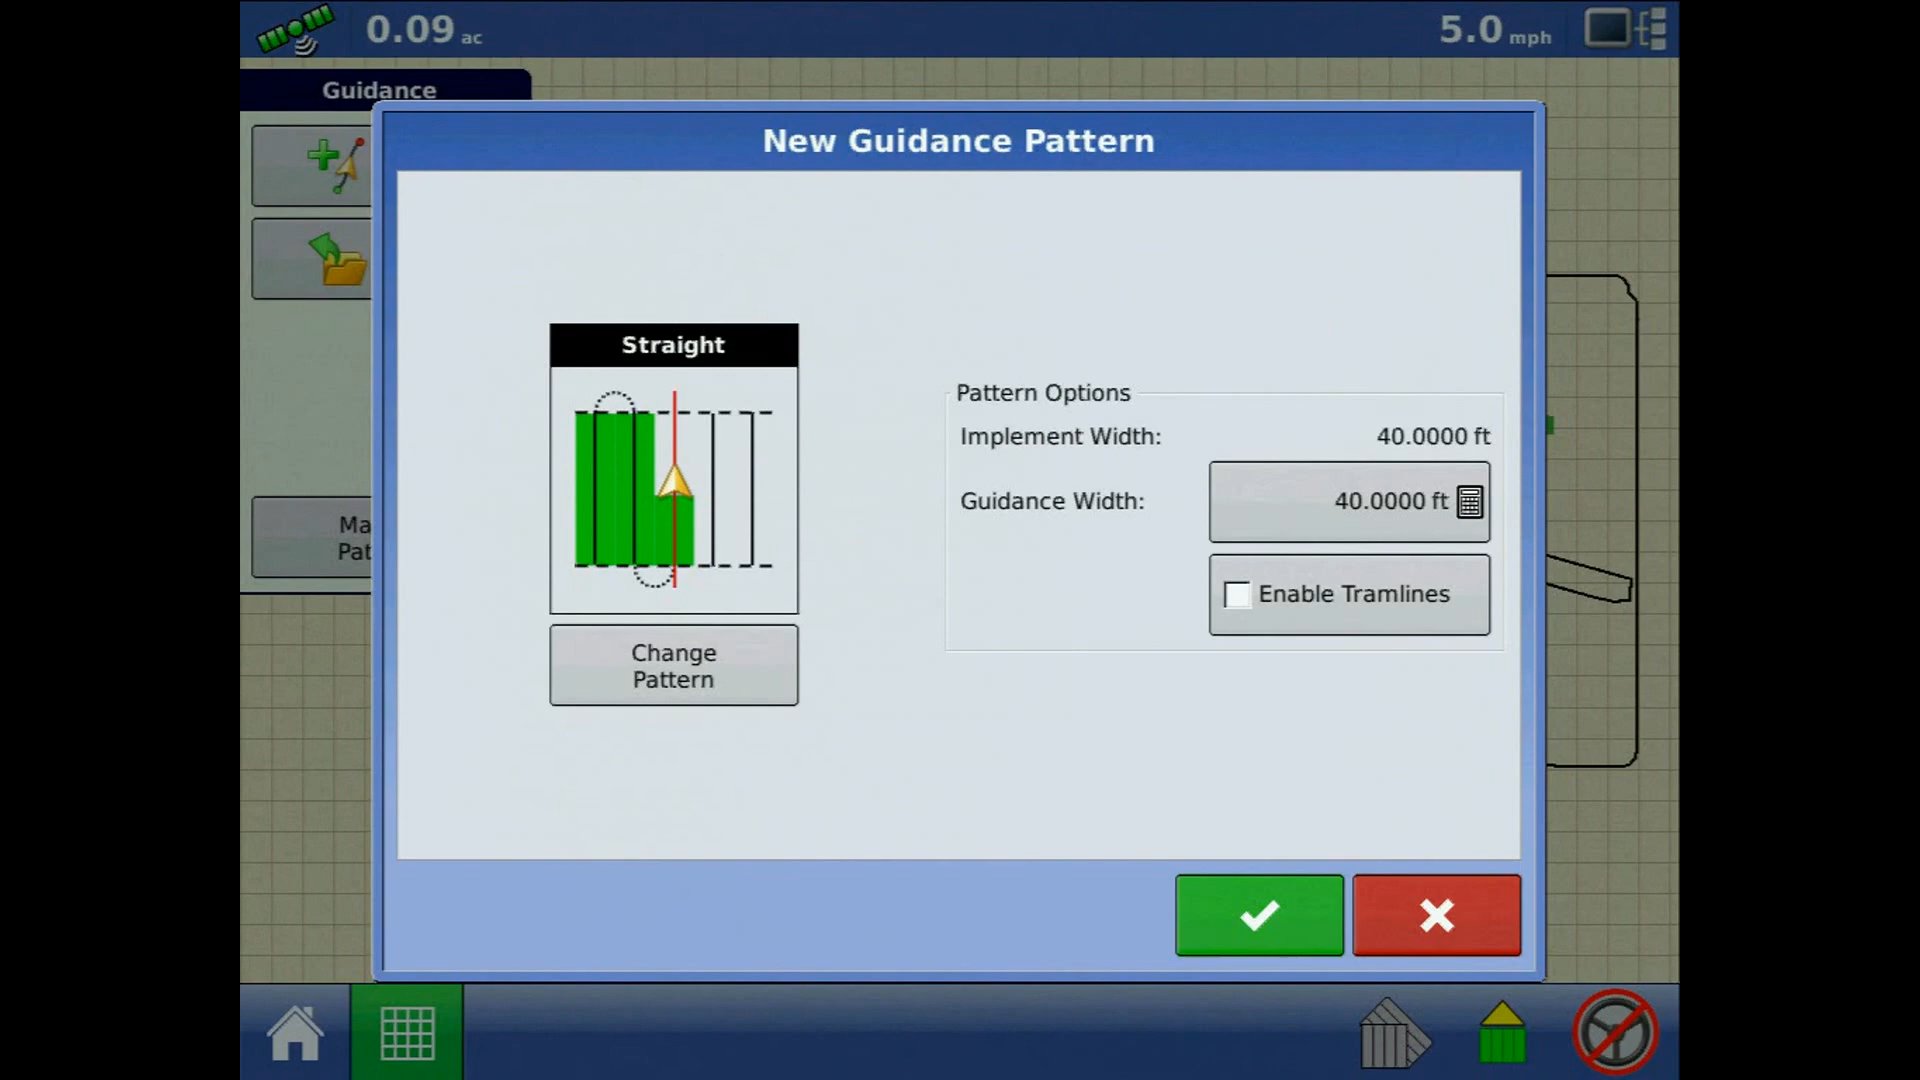 0.09 ac
5.0 mph
Guidance
New Guidance Pattern
Straight
Change
Pattern
Pattern Options
Implement Width: 40.0000 ft
Guidance Width: 40.0000 ft
Enable Tramlines
Ma
Pat